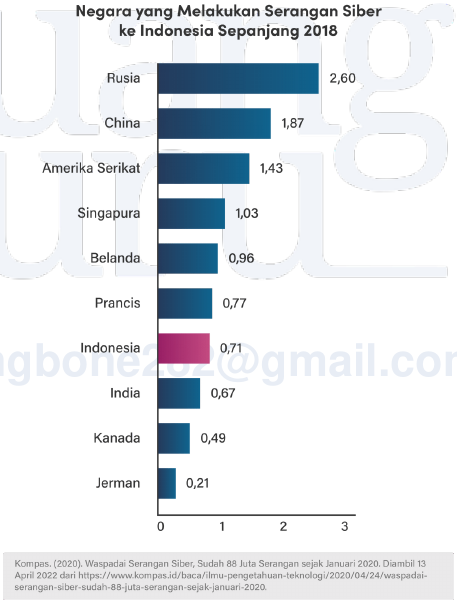 Negara yang Melakukan Serangan Siber
ke Indonesia Sepanjang 2018
Rusia 2,60
China 1,87
Amerika Serikat 1,43
Singapura 1,03
Belanda 0,96
Prancis 0,77
Indonesia 0,71
ngbone202@gmail.com
India 0,67
Kanada 0,49
Jerman 0,21
0 1 2 3
Kompas. (2020). Waspadai Serangan Siber, Sudah 88 Juta Serangan sejak Januari 2020. Diambil 13
April 2022 dari https://www.kompas.id/baca/ilmu-pengetahuan-teknologi/2020/04/24/waspadai-
serangan-siber-sudah-88-juta-serangan-sejak-januari-2020.